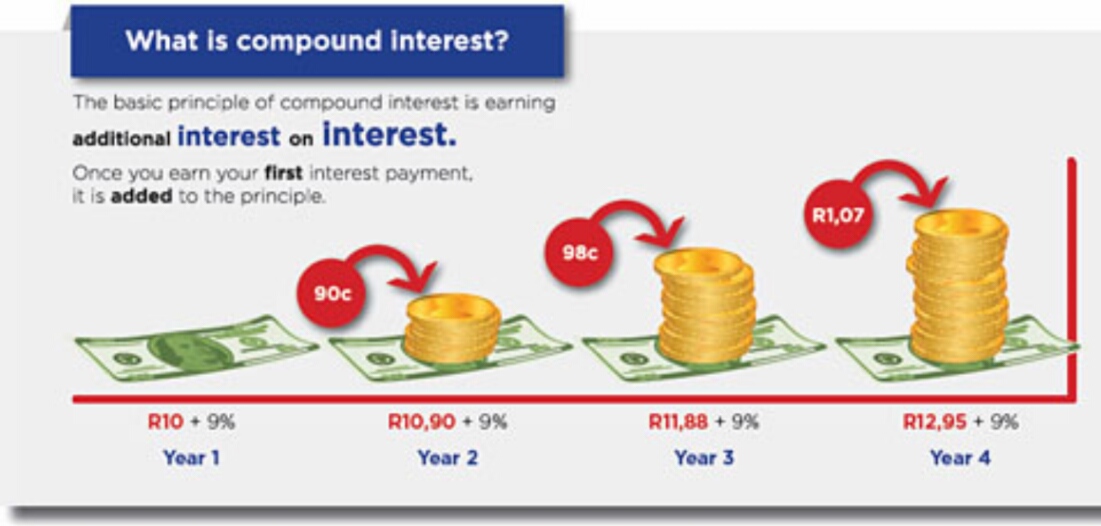 What is compound interest?
The basic principle of compound interest is earning
additional interest on interest.
Once you earn your first interest payment,
it is added to the principle.
90c
98c
R1,07
R10 + 9%
R10,90 + 9%
R11,88 + 9%
R12,95 + 9%
Year 1
Year 2
Year 3
Year 4